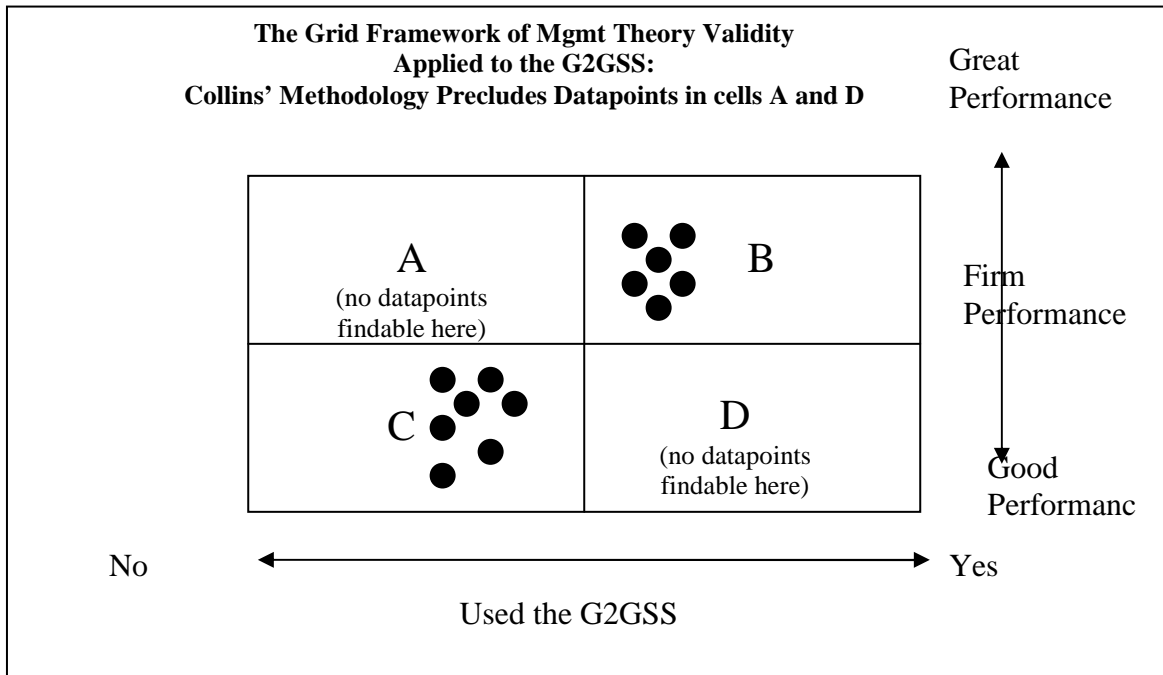 The Grid Framework of Mgmt Theory Validity
Applied to the G2GSS:
Collins’ Methodology Precludes Datapoints in cells A and D
Great
Performance
A
(no datapoints
findable here)
B
Firm
Performance
C
D
(no datapoints
findable here)
Good
Performanc
No
Yes
Used the G2GSS